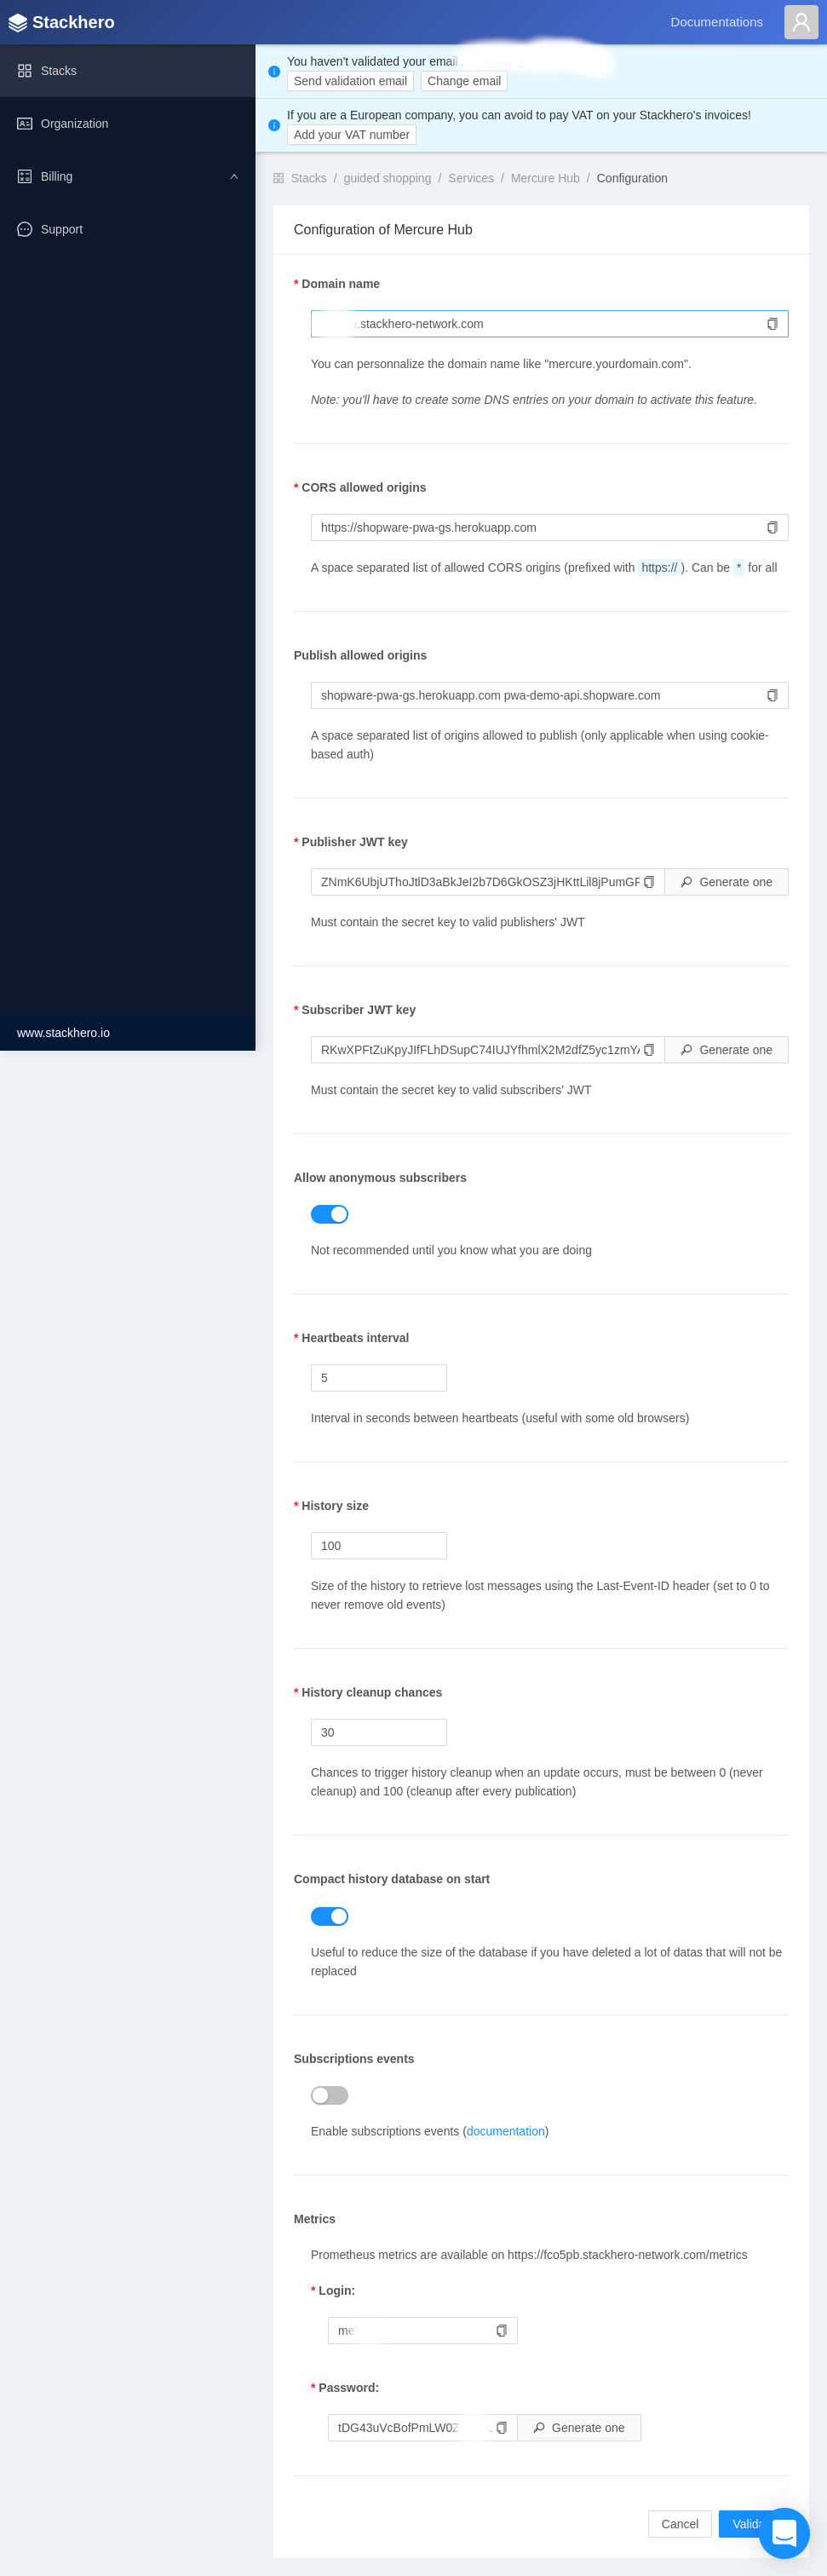 Stackhero
Documentations
Stacks
Organization
Billing
Support
www.stackhero.io
You haven't validated your email
Send validation email
Change email
If you are a European company, you can avoid to pay VAT on your Stackhero's invoices!
Add your VAT number
Stacks / guided shopping / Services / Mercure Hub / Configuration
Configuration of Mercure Hub
* Domain name
.stackhero-network.com
You can personnalize the domain name like "mercure.yourdomain.com".
Note: you'll have to create some DNS entries on your domain to activate this feature.
* CORS allowed origins
https://shopware-pwa-gs.herokuapp.com
A space separated list of allowed CORS origins (prefixed with https:// ). Can be * for all
Publish allowed origins
shopware-pwa-gs.herokuapp.com pwa-demo-api.shopware.com
A space separated list of origins allowed to publish (only applicable when using cookie-
based auth)
* Publisher JWT key
Generate one
Must contain the secret key to valid publishers' JWT
* Subscriber JWT key
Generate one
Must contain the secret key to valid subscribers' JWT
Allow anonymous subscribers
Not recommended until you know what you are doing
* Heartbeats interval
5
Interval in seconds between heartbeats (useful with some old browsers)
* History size
100
Size of the history to retrieve lost messages using the Last-Event-ID header (set to 0 to
never remove old events)
* History cleanup chances
30
Chances to trigger history cleanup when an update occurs, must be between 0 (never
cleanup) and 100 (cleanup after every publication)
Compact history database on start
Useful to reduce the size of the database if you have deleted a lot of datas that will not be
replaced
Subscriptions events
Enable subscriptions events (documentation)
Metrics
Prometheus metrics are available on https://fco5pb.stackhero-network.com/metrics
* Login:
* Password:
Generate one
Cancel